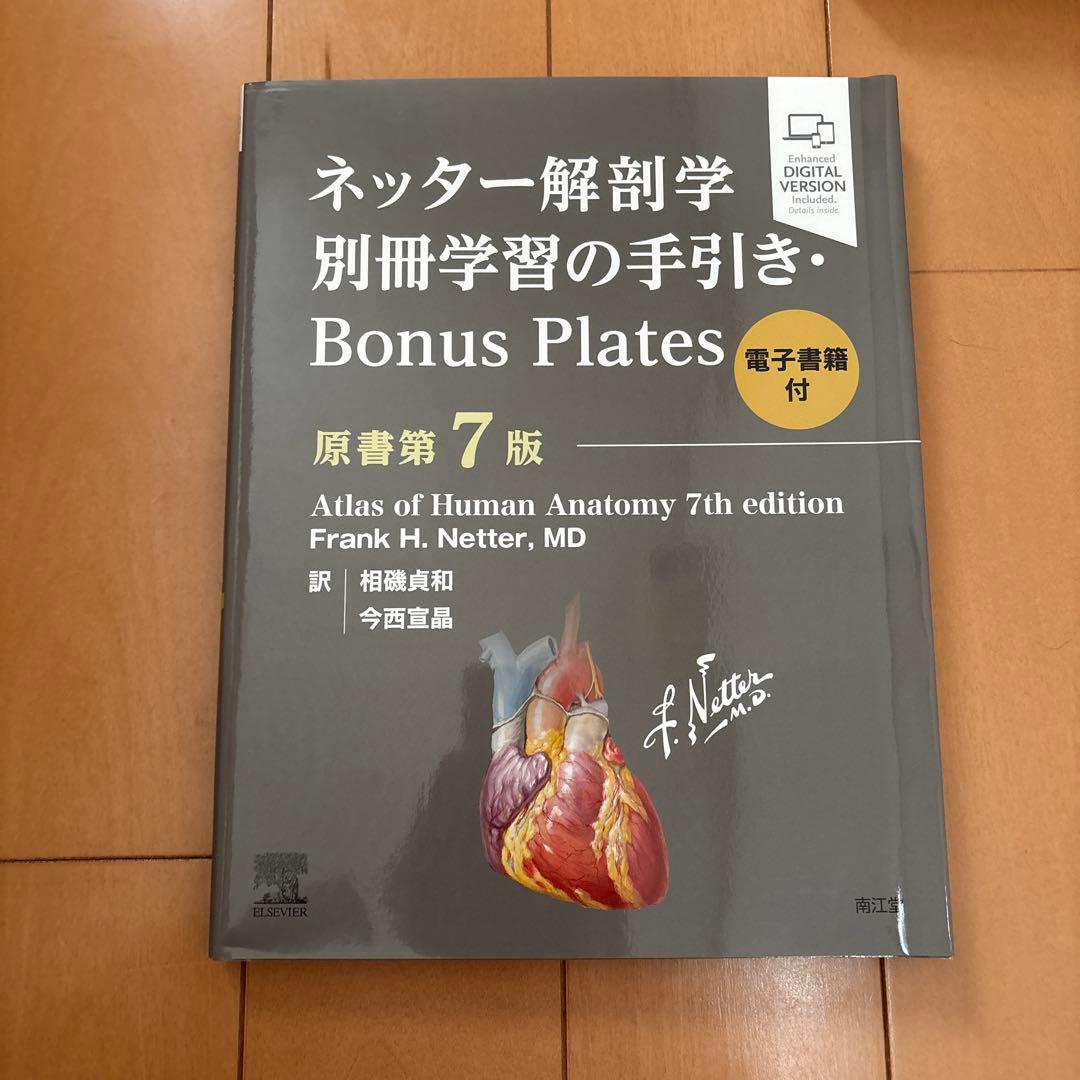 ネッター解剖学
別冊学習の手引き・
Bonus Plates
Enhanced
DIGITAL
VERSION
Included.
Details inside.
電子書籍
付
原書第7版
Atlas of Human Anatomy 7th edition
Frank H. Netter, MD
訳 相磯貞和
今西宣晶
F. Netter
M.D.
ELSEVIER
南江堂